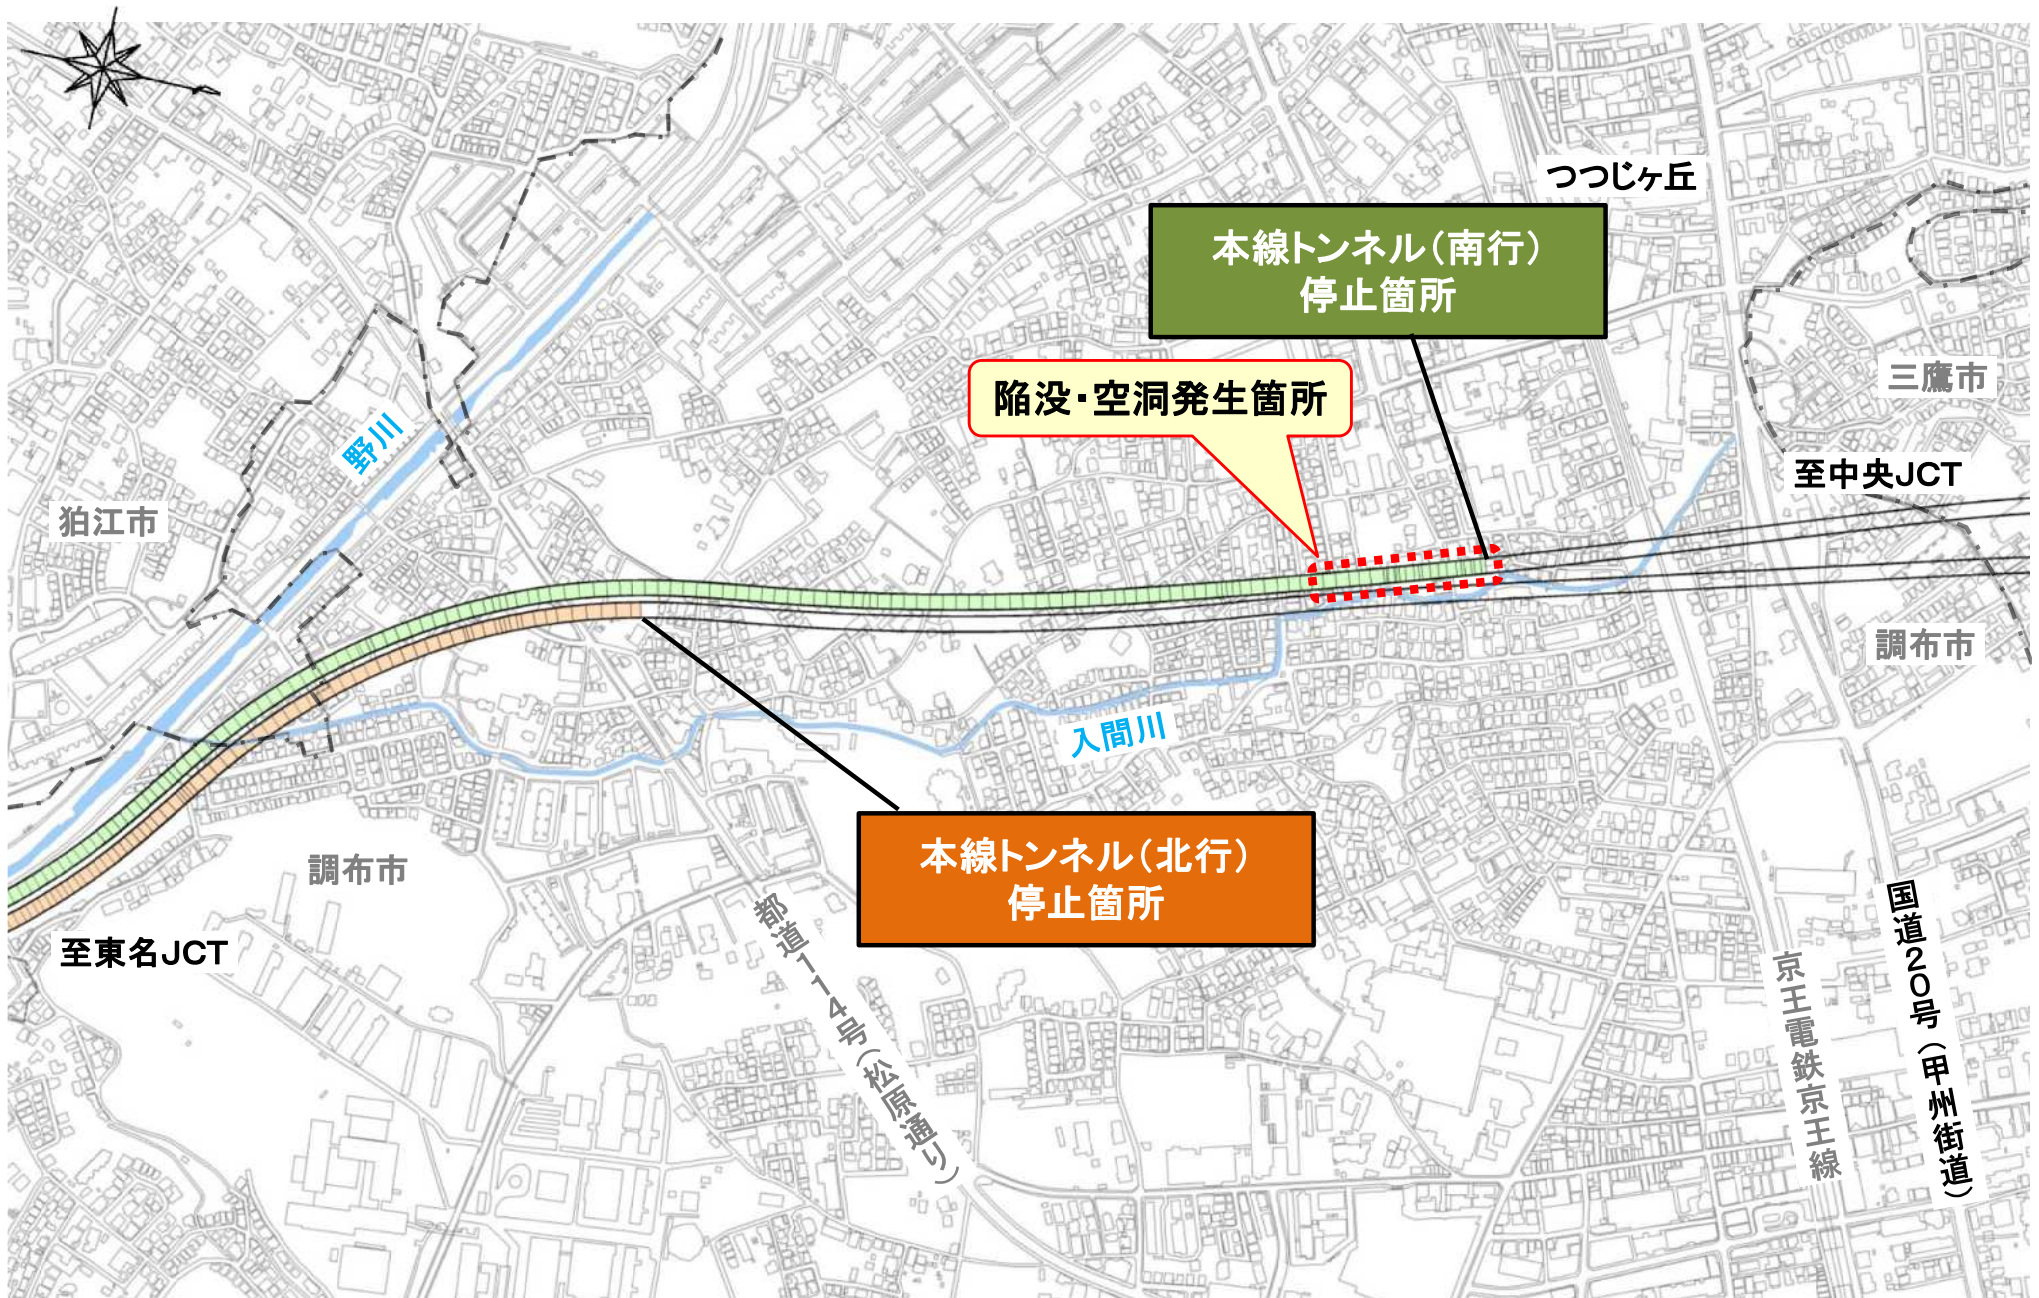 つつじヶ丘
本線トンネル（南行）
停止箇所
陥没・空洞発生箇所
三鷹市
野川
至中央JCT
狛江市
調布市
入間川
本線トンネル（北行）
停止箇所
調布市
至東名JCT
都道114号（松原通り）
国道20号（甲州街道）
京王電鉄京王線